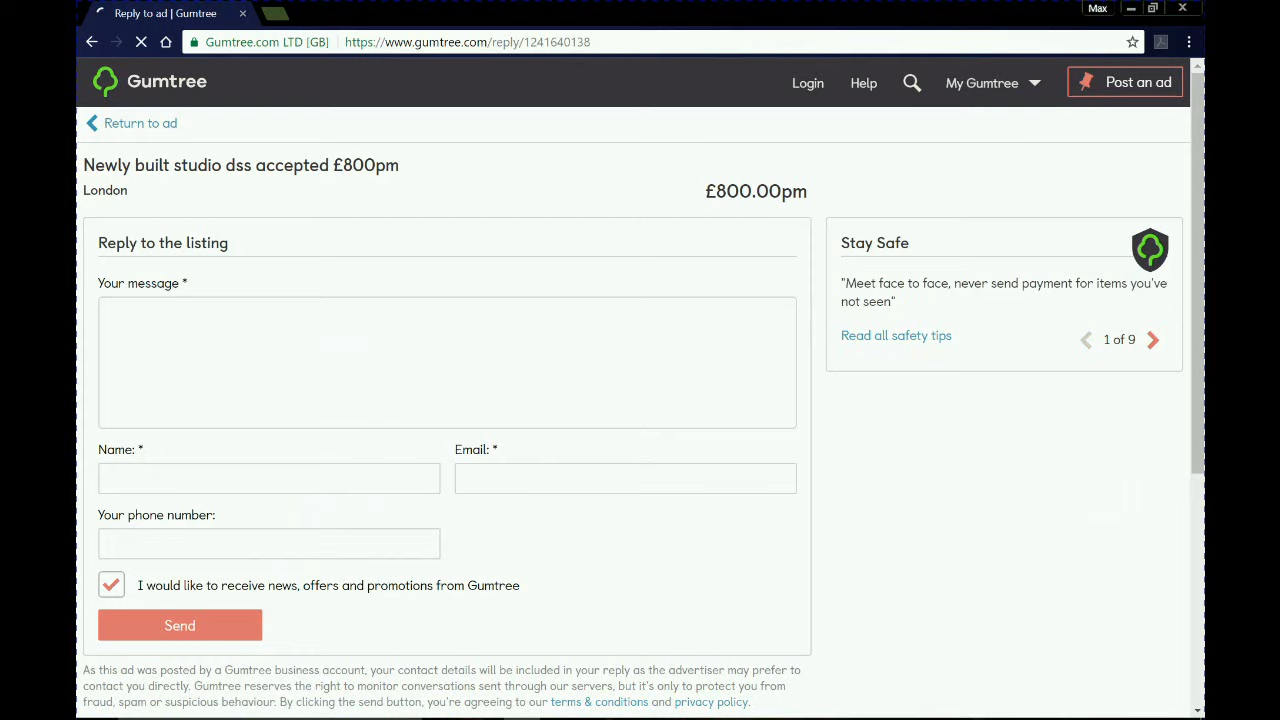 Reply to ad | Gumtree
Max
Gumtree.com LTD [GB] https://www.gumtree.com/reply/1241640138
Gumtree
Login Help My Gumtree Post an ad
Return to ad
Newly built studio dss accepted £800pm
London
£800.00pm
Reply to the listing
Your message *
Name: * Email: *
Your phone number:
I would like to receive news, offers and promotions from Gumtree
Send
As this ad was posted by a Gumtree business account, your contact details will be included in your reply as the advertiser may prefer to
contact you directly. Gumtree reserves the right to monitor conversations sent through our servers, but it's only to protect you from
fraud, spam or suspicious behaviour. By clicking the send button, you're agreeing to our terms & conditions and privacy policy.
Stay Safe
"Meet face to face, never send payment for items you've
not seen"
Read all safety tips 1 of 9